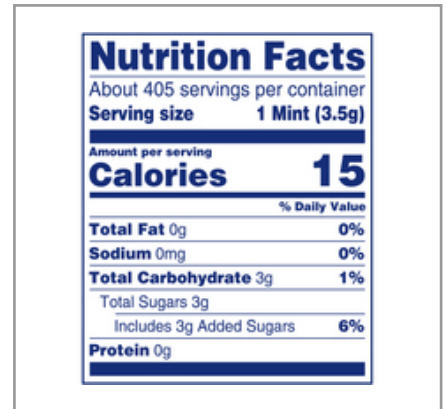 Nutrition Facts
About 405 servings per container
Serving size 1 Mint (3.5g)
Amount per serving
Calories 15
% Daily Value
Total Fat 0g 0%
Sodium 0mg 0%
Total Carbohydrate 3g 1%
Total Sugars 3g
Includes 3g Added Sugars 6%
Protein 0g